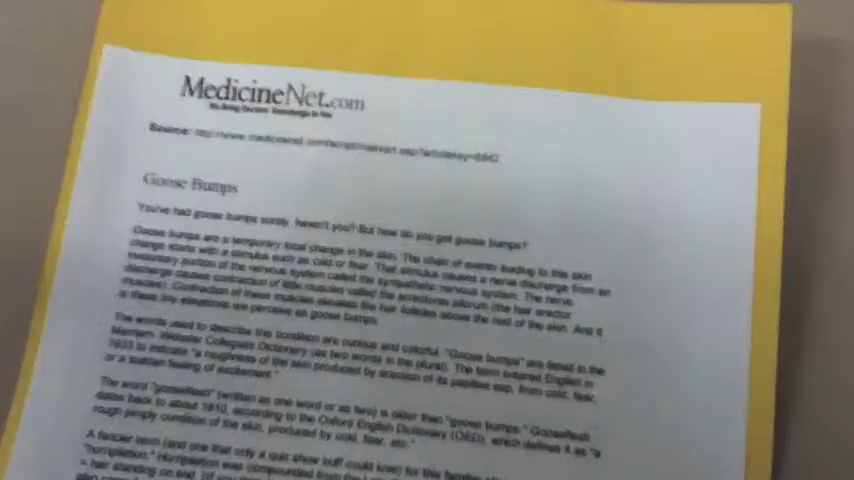 MedicineNet.com
We Bring Doctors' Knowledge to You
Source: http://www.medicinenet.com/script/main/art.asp?articlekey=
Goose Bumps
You've had goose bumps surely, haven't you? But how do you get goose bumps?
Goose bumps are a temporary local change in the skin. The chain of events leading to this skin
change starts with a stimulus such as cold or fear. That stimulus causes a nerve discharge from an
involuntary portion of the nervous system called the sympathetic nervous system. The nerve
discharge causes contraction of little muscles called the arrectores pilorum (the hair erector
muscles). Contraction of these muscles elevates the hair follicles above the rest of the skin. And it
is these tiny elevations we perceive as goose bumps.
The words used to describe this condition are curious and colorful. "Goose bumps" are listed in the
Merriam- Webster Collegiate Dictionary (as two words in the plural). The term entered English in
1933 to indicate "a roughness of the skin produced by erection of its papillae esp. from cold, fear,
or a sudden feeling of excitement."
The word "gooseflesh" (written as one word or as two) is older than "goose bumps." Gooseflesh
dates back to about 1810, according to the Oxford English Dictionary (OED), which defines it as "a
rough pimply condition of the skin, produced by cold, fear, etc."
A fancier term (and one that only a quiz show buff could love) for this
"horripilation." Horripilation was compounded from the
hair standing on end.